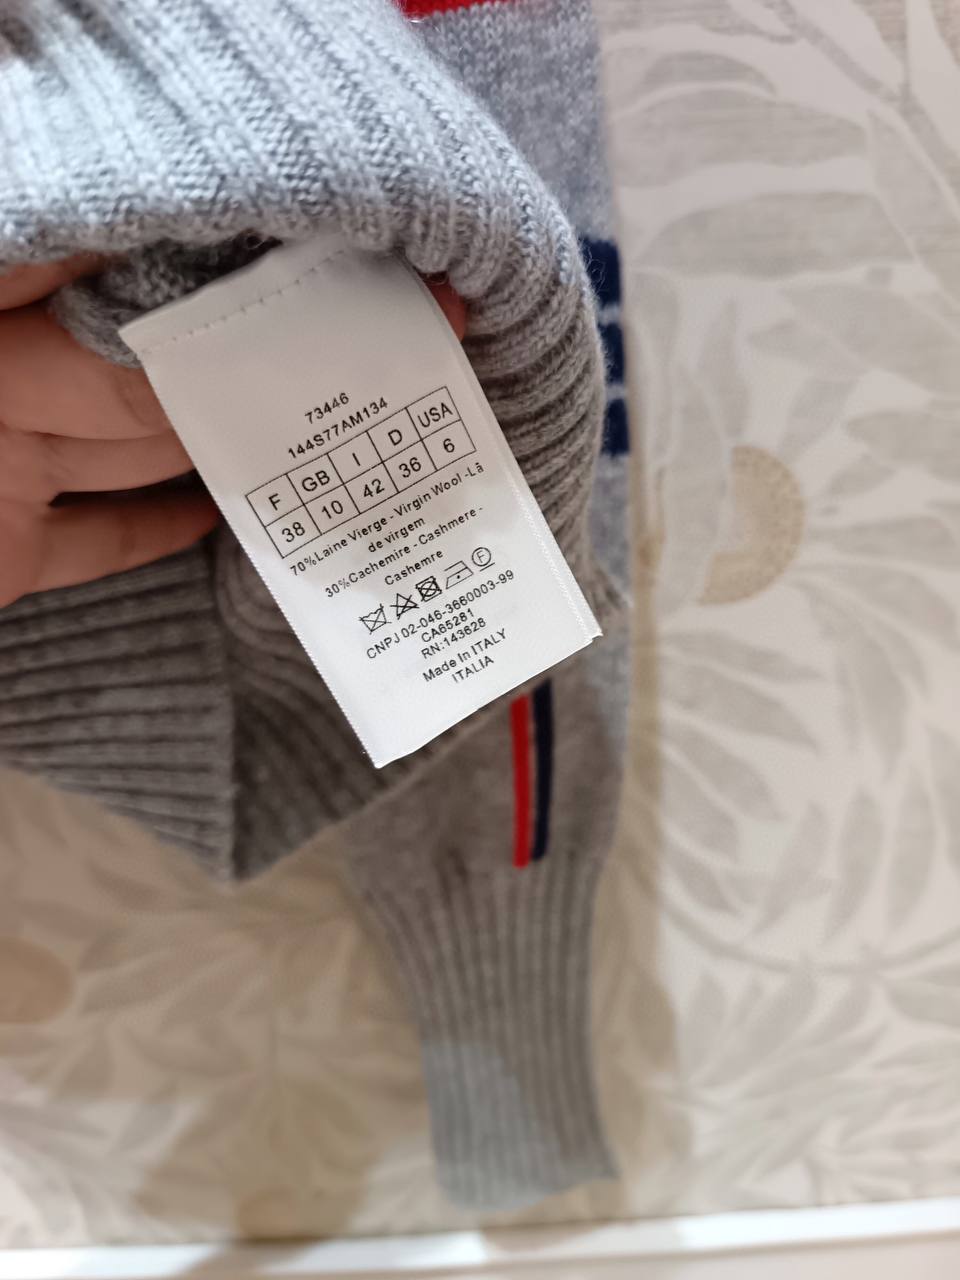 73446
144S77AM134
F GB I D USA
38 10 42 36 6
70%Laine Vierge - Virgin Wool -Lã
de virgem
30%Cachemire - Cashmere -
Cashemre
F
CNPJ 02-046-3660003-99
CA65281
RN:143628
Made In ITALY
ITALIA